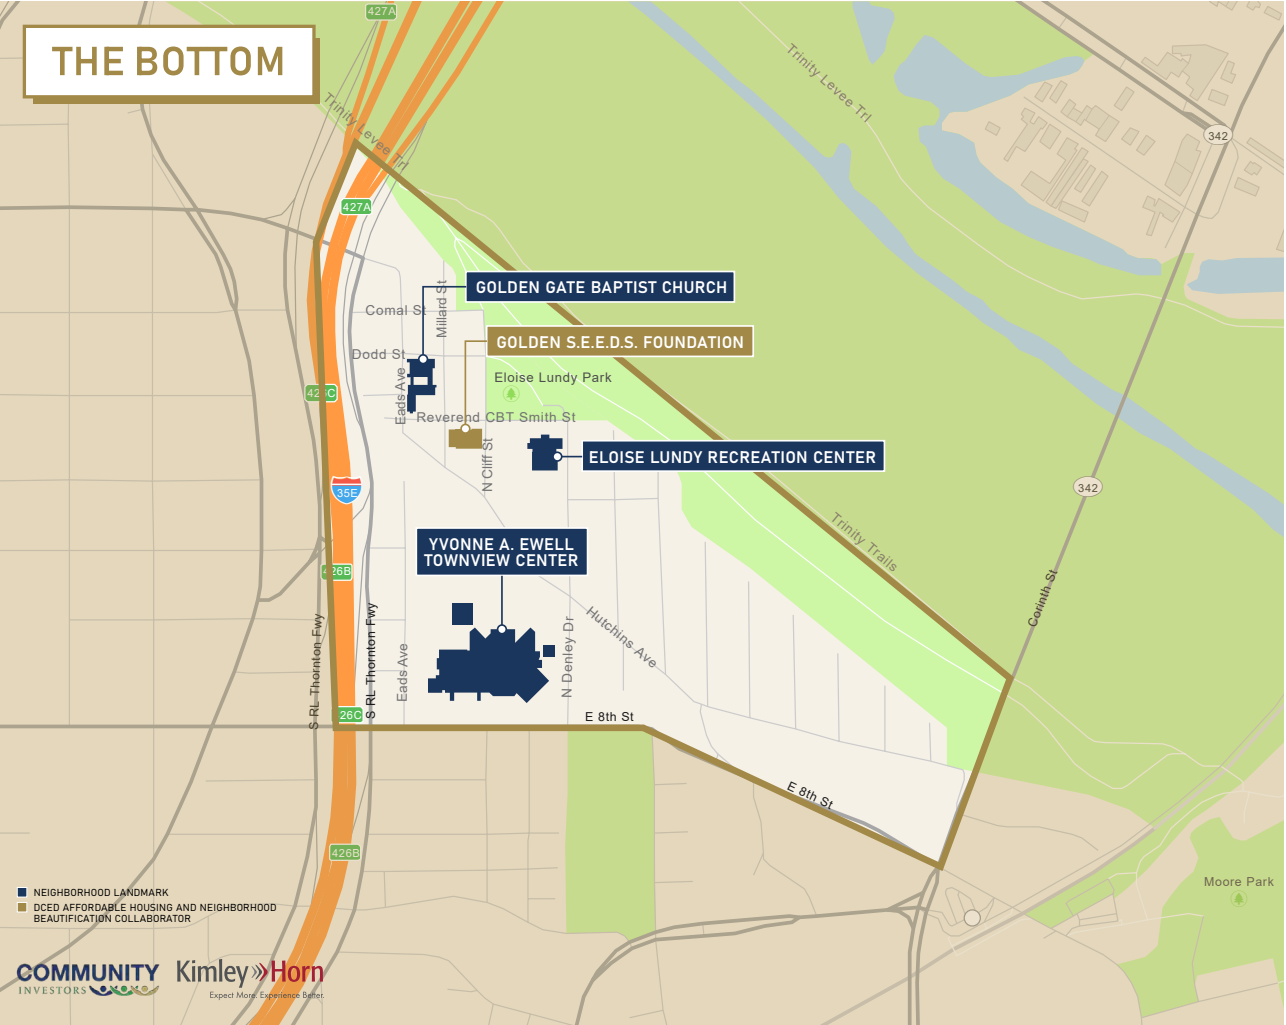 427A
THE BOTTOM
Trinity Levee Trl
Trinity Levee Trl
342
427A
GOLDEN GATE BAPTIST CHURCH
Millard St
Comal St
GOLDEN S.E.E.D.S. FOUNDATION
Dodd St
Eloise Lundy Park
Eads Ave
Reverend CBT Smith St
N Cliff St
ELOISE LUNDY RECREATION CENTER
35E
342
Trinity Trails
YVONNE A. EWELL
TOWNVIEW CENTER
426B
Corinth St
S RL Thornton Fwy
S RL Thornton Fwy
Eads Ave
N Denley Dr
Hutchins Ave
26C
E 8th St
E 8th St
426B
Moore Park
NEIGHBORHOOD LANDMARK
DCED AFFORDABLE HOUSING AND NEIGHBORHOOD
BEAUTIFICATION COLLABORATOR
COMMUNITY
INVESTORS
Kimley»Horn
Expect More. Experience Better.